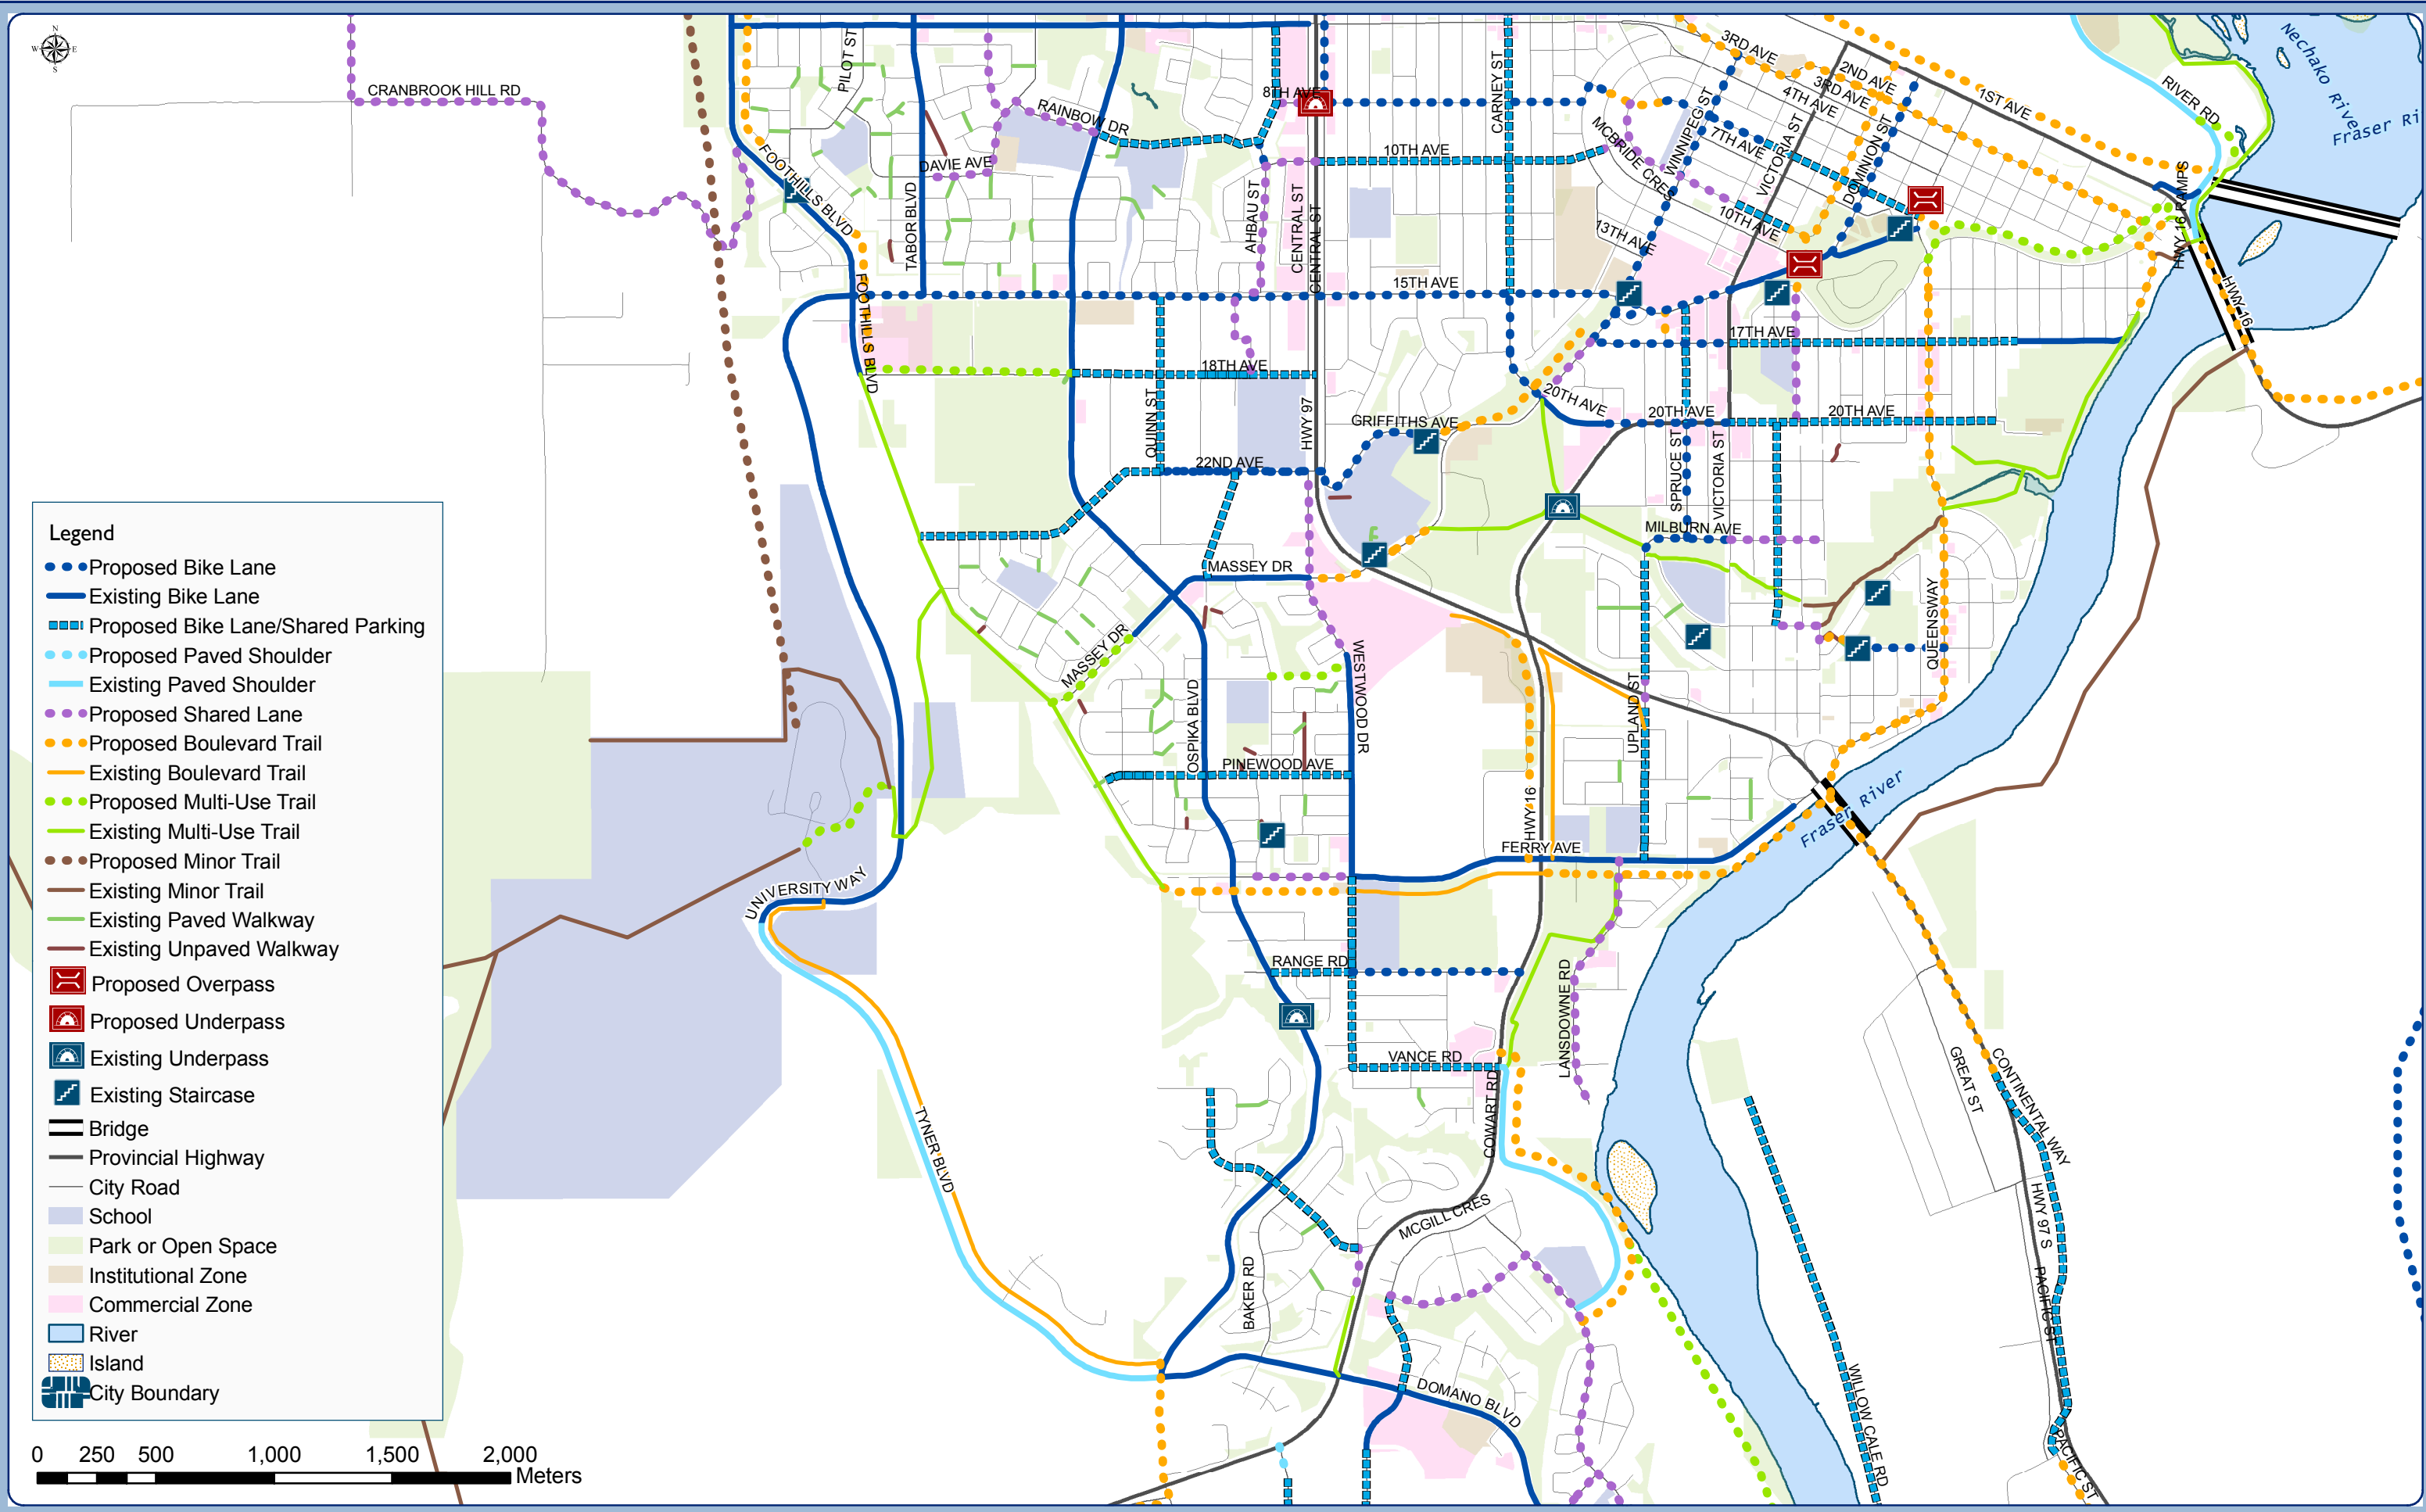 N
W E
S
CRANBROOK HILL RD
PILOT ST
RAINBOW DR
DAVIE AVE
FOOTHILLS BLVD
TABOR BLVD
FOOTHILLS BLVD
8TH AVE
CARNEY ST
10TH AVE
AHBAU ST
CENTRAL ST
CENTRAL ST
15TH AVE
3RD AVE
2ND AVE
3RD AVE
4TH AVE
1ST AVE
RIVER RD
Nechako River
Fraser Ri
MCBRIDE CRES
WINNIPEG ST
7TH AVE
VICTORIA ST
DOMINION ST
10TH AVE
13TH AVE
HWY 16 RAMPS
HWY 16
17TH AVE
18TH AVE
QUINN ST
HWY 97
GRIFFITHS AVE
20TH AVE
20TH AVE
20TH AVE
22ND AVE
SPRUCE ST
VICTORIA ST
MILBURN AVE
MASSEY DR
MASSEY DR
QUEENSWAY
WESTWOOD DR
OSPIKA BLVD
UPLAND ST
PINEWOOD AVE
HWY 16
FERRY AVE
Fraser River
UNIVERSITY WAY
RANGE RD
LANSDOWNE RD
VANCE RD
COWART RD
GREAT ST
CONTINENTAL WAY
TYNER BLVD
MCGILL CRES
HWY 97 S
PACIFIC ST
BAKER RD
DOMANO BLVD
WILLOW CALE RD
PACIFIC ST
Legend
Proposed Bike Lane
Existing Bike Lane
Proposed Bike Lane/Shared Parking
Proposed Paved Shoulder
Existing Paved Shoulder
Proposed Shared Lane
Proposed Boulevard Trail
Existing Boulevard Trail
Proposed Multi-Use Trail
Existing Multi-Use Trail
Proposed Minor Trail
Existing Minor Trail
Existing Paved Walkway
Existing Unpaved Walkway
Proposed Overpass
Proposed Underpass
Existing Underpass
Existing Staircase
Bridge
Provincial Highway
City Road
School
Park or Open Space
Institutional Zone
Commercial Zone
River
Island
City Boundary
0 250 500 1,000 1,500 2,000
Meters